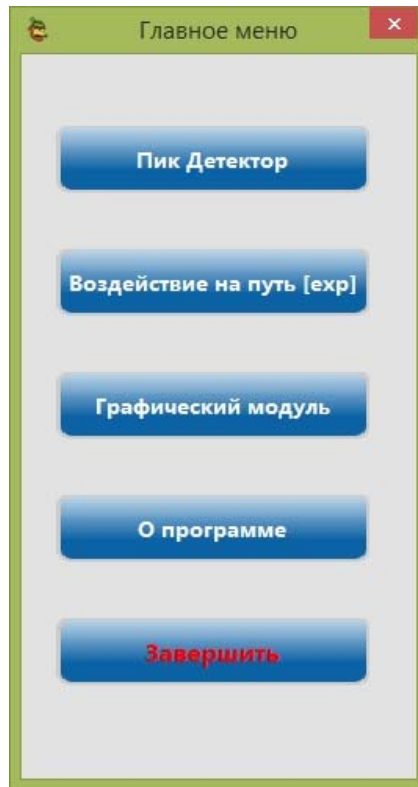 Главное меню
Пик Детектор
Воздействие на путь [exp]
Графический модуль
О программе
Завершить